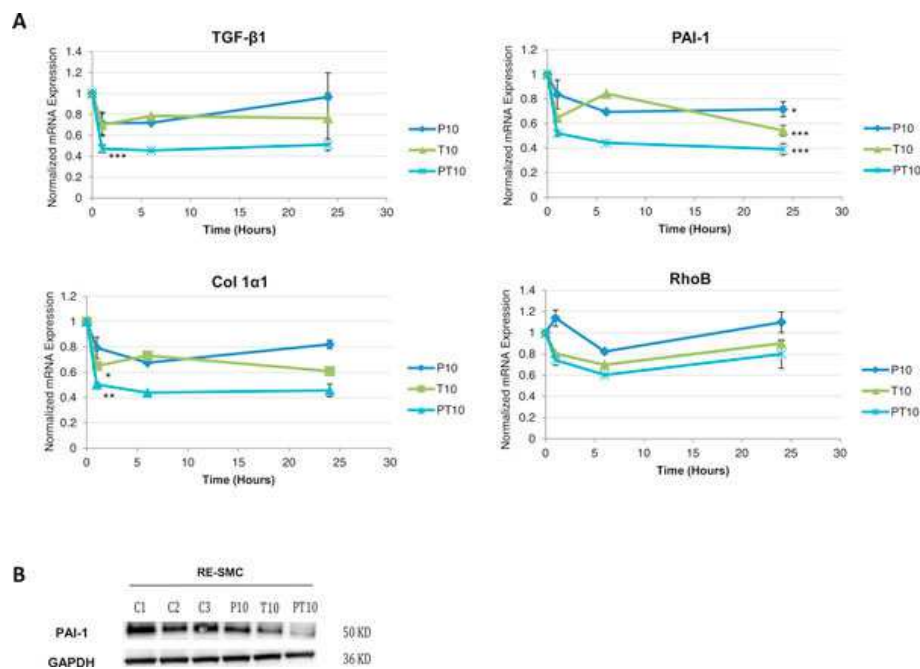 A
TGF-β1
Normalized mRNA Expression
1.4
1.2
1
0.8
0.6
0.4
0.2
0
***
0 5 10 15 20 25 30
Time (Hours)
P10
T10
PT10
PAI-1
Normalized mRNA Expression
1.2
1
0.8
0.6
0.4
0.2
0
*
***
***
0 5 10 15 20 25 30
Time (Hours)
P10
T10
PT10
Col 1α1
Normalized mRNA Expression
1.2
1
0.8
0.6
0.4
0.2
0
*
**
0 5 10 15 20 25 30
Time (Hours)
P10
T10
PT10
RhoB
Normalized mRNA Expression
1.4
1.2
1
0.8
0.6
0.4
0.2
0
0 5 10 15 20 25 30
Time (Hours)
P10
T10
PT10
B
RE-SMC
C1 C2 C3 P10 T10 PT10
PAI-1 50 KD
GAPDH 36 KD